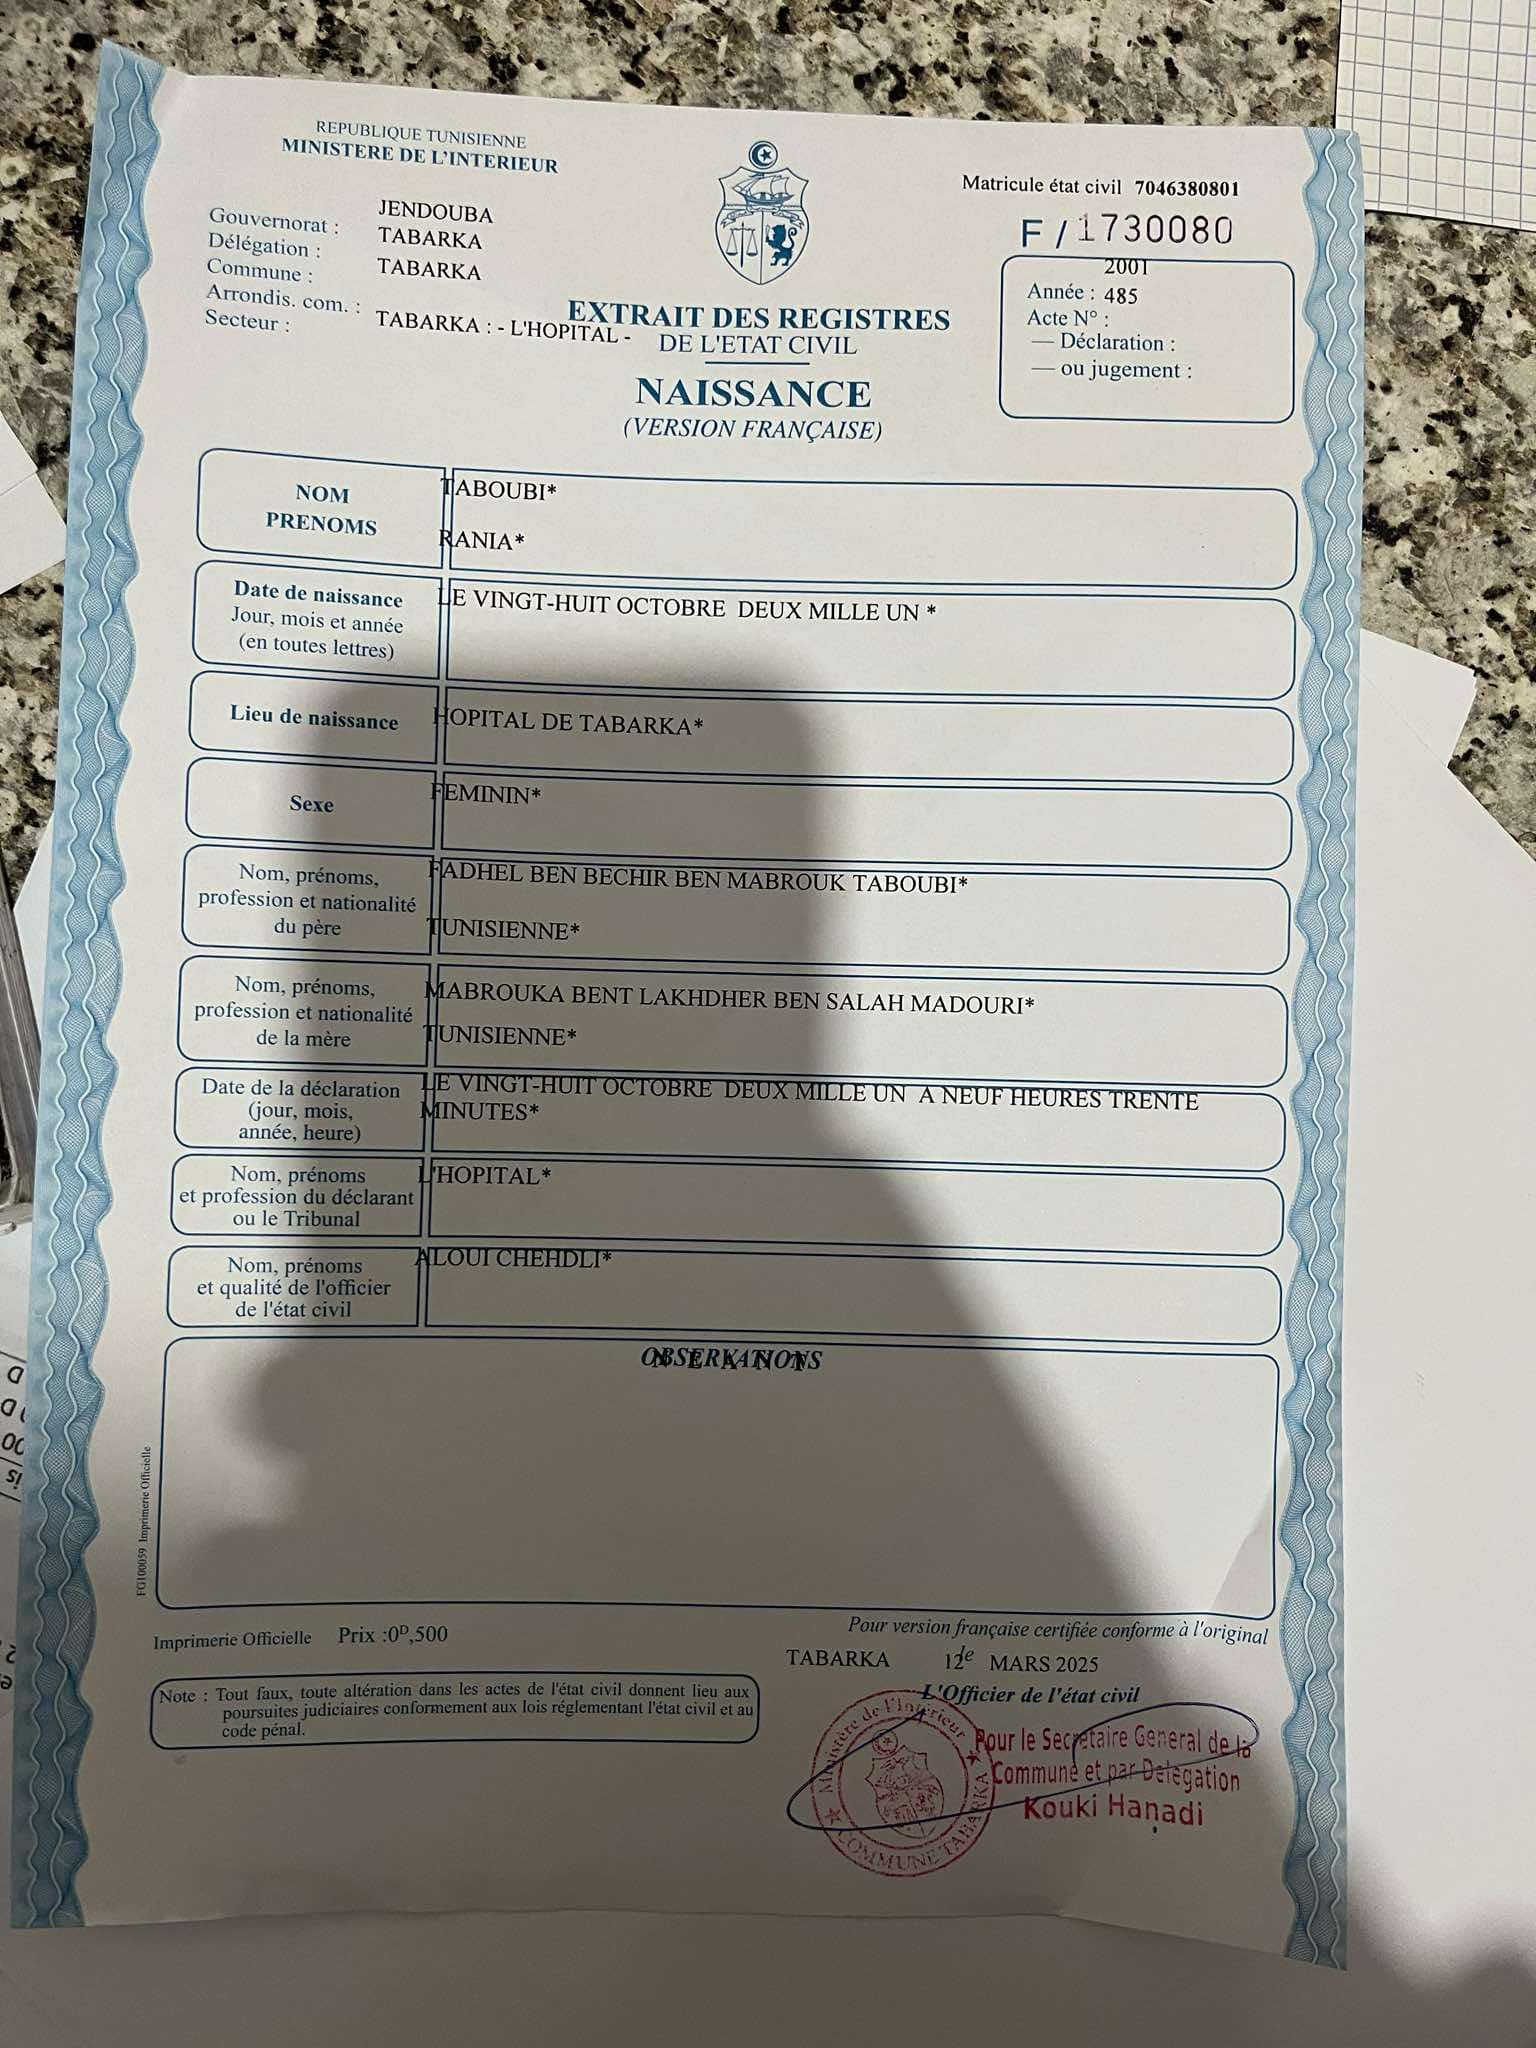 REPUBLIQUE TUNISIENNE
MINISTERE DE L'INTERIEUR
Gouvernorat : JENDOUBA
Délégation : TABARKA
Commune : TABARKA
Arrondis. com. :
Secteur : TABARKA : - L'HOPITAL -
Matricule état civil 7046380801
F / 1730080
2001
Année : 485
Acte N° :
— Déclaration :
— ou jugement :
EXTRAIT DES REGISTRES
DE L'ETAT CIVIL
NAISSANCE
(VERSION FRANÇAISE)
NOM
PRENOMS
TABOUBI*
RANIA*
Date de naissance
Jour, mois et année
(en toutes lettres)
LE VINGT-HUIT OCTOBRE DEUX MILLE UN *
Lieu de naissance
HOPITAL DE TABARKA*
Sexe
FEMININ*
Nom, prénoms,
profession et nationalité
du père
FADHEL BEN BECHIR BEN MABROUK TABOUBI*
TUNISIENNE*
Nom, prénoms,
profession et nationalité
de la mère
MABROUKA BENT LAKHDHER BEN SALAH MADOURI*
TUNISIENNE*
Date de la déclaration
(jour, mois,
année, heure)
LE VINGT-HUIT OCTOBRE DEUX MILLE UN A NEUF HEURES TRENTE
MINUTES*
Nom, prénoms
et profession du déclarant
ou le Tribunal
L'HOPITAL*
Nom, prénoms
et qualité de l'officier
de l'état civil
ALOUI CHEHDLI*
OBSERVATIONS
N E A N T
FG100059 Imprimerie Officielle
Imprimerie Officielle Prix :0ᴰ,500
Note : Tout faux, toute altération dans les actes de l'état civil donnent lieu aux
poursuites judiciaires conformement aux lois réglementant l'état civil et au
code pénal.
Pour version française certifiée conforme à l'original
TABARKA le 12 MARS 2025
L'Officier de l'état civil
Ministère de l'Intérieur
COMMUNE TABARKA
Pour le Secrétaire General de la
Commune et par Délegation
Kouki Hanadi